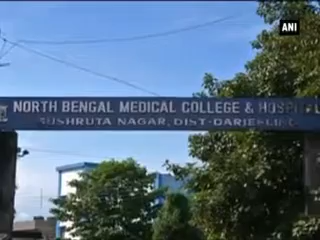 ANI
NORTH BENGAL MEDICAL COLLEGE & HOSPITAL
SUSHRUTA NAGAR, DIST-DARJEELING